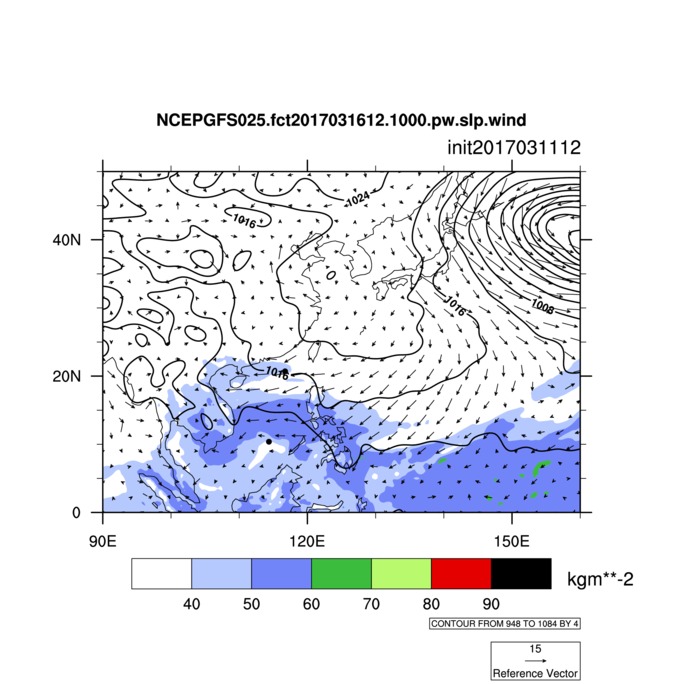 NCEPGFS025.fct2017031612.1000.pw.slp.wind
init2017031112
1024
1016
40N
1016
1008
20N
1016
0
90E
120E
150E
kgm**-2
40
50
60
70
80
90
CONTOUR FROM 948 TO 1084 BY 4
15
Reference Vector